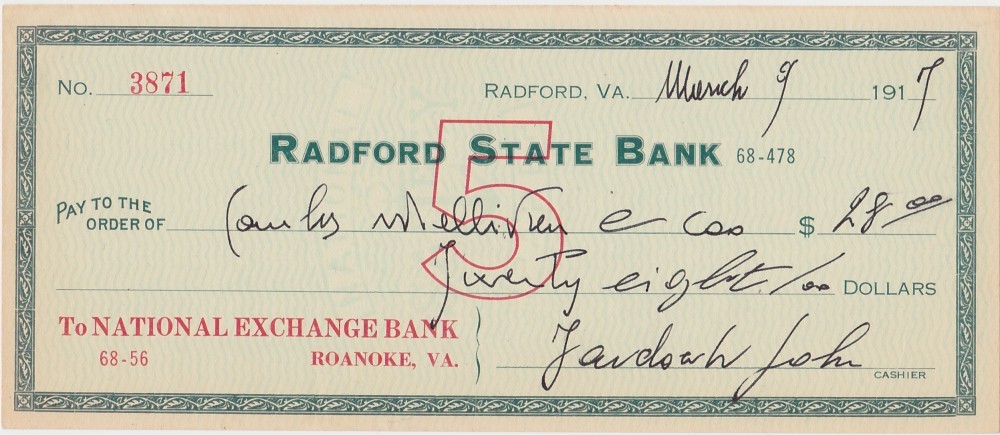 No. 3871 RADFORD, VA. March 9 1917
RADFORD STATE BANK 68-478
5
PAY TO THE
ORDER OF $ 28.00
Twenty eight /00 DOLLARS
To NATIONAL EXCHANGE BANK
68-56 ROANOKE, VA.
John
CASHIER